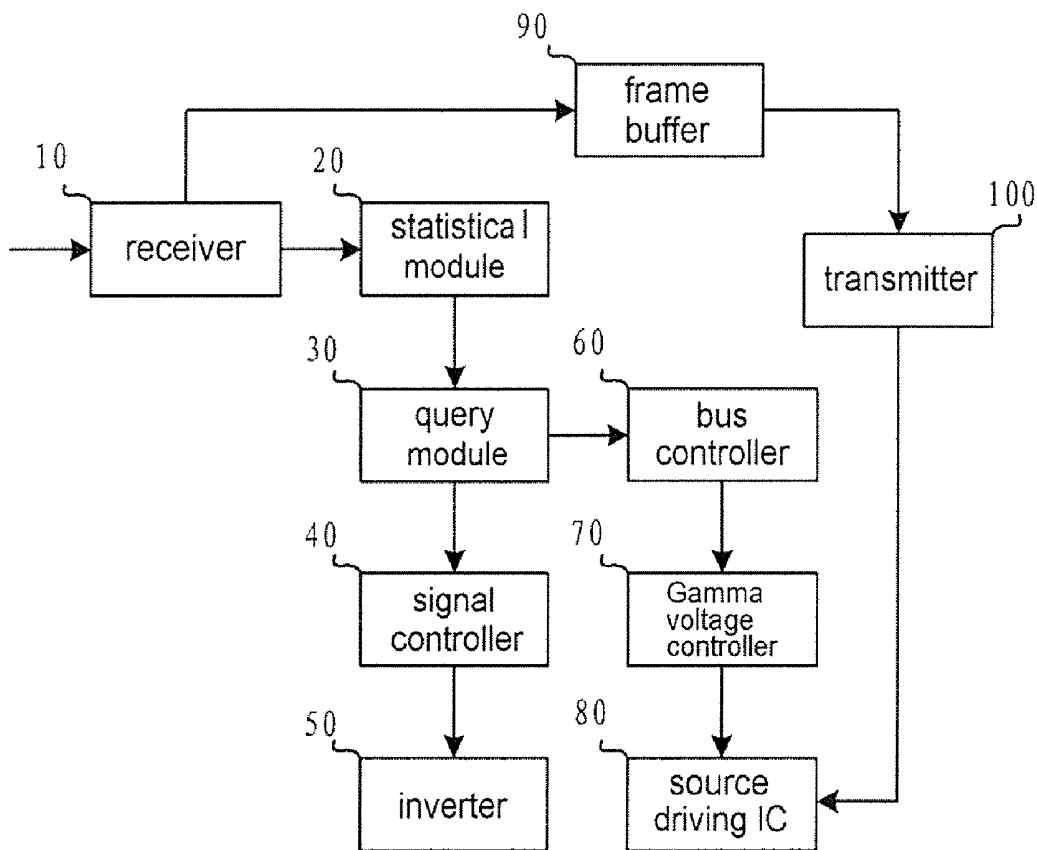 90
frame
buffer
10
receiver
20
statistical
module
100
transmitter
30
query
module
60
bus
controller
40
signal
controller
70
Gamma
voltage
controller
50
inverter
80
source
driving IC